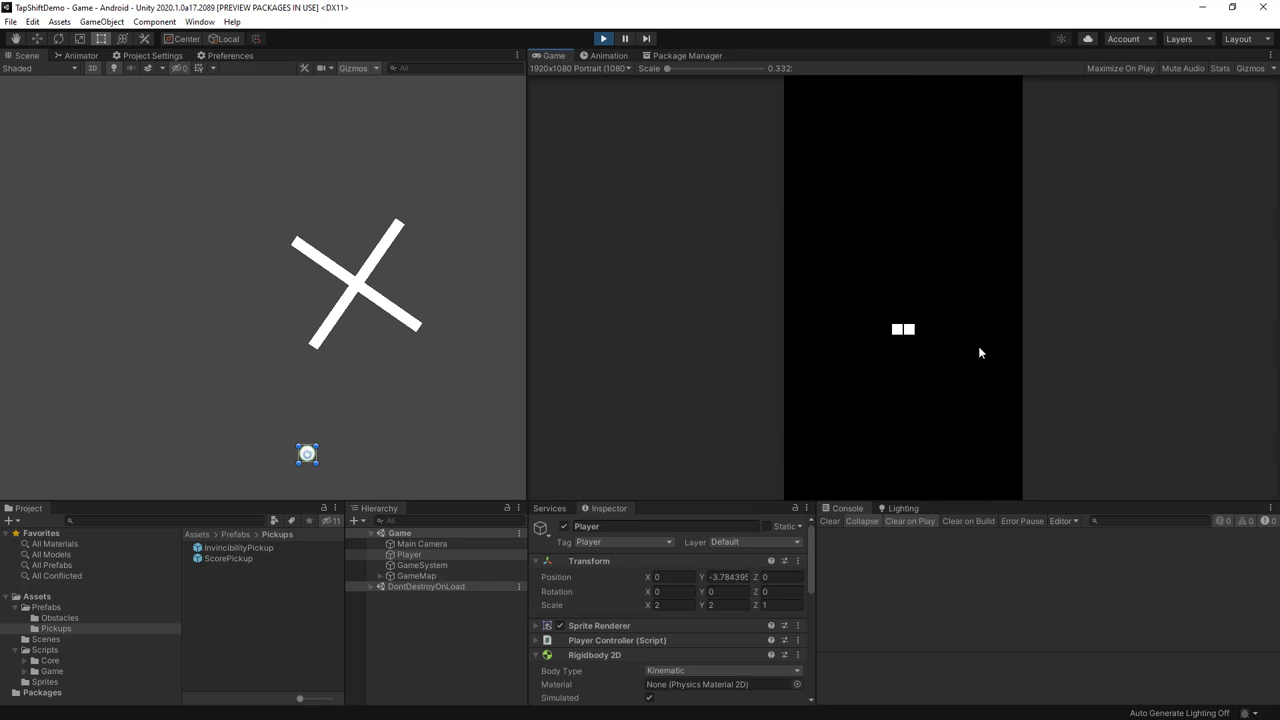 TapShiftDemo - Game - Android - Unity 2020.1.0a17.2089 [PREVIEW PACKAGES IN USE] <DX11>
File Edit Assets GameObject Component Window Help
Center Local Account Layers Layout
Scene Animator Project Settings Preferences Game Animation Package Manager
Shaded 2D 0 Gizmos All 1920x1080 Portrait (1080 Scale 0.332: Maximize On Play Mute Audio Stats Gizmos
Project Hierarchy Services Inspector Console Lighting
11 All Clear Collapse Clear on Play Clear on Build Error Pause Editor 0 0 0
Favorites
All Materials
All Models
All Prefabs
All Conflicted
Assets
Prefabs
Obstacles
Pickups
Scenes
Scripts
Core
Game
Sprites
Packages
Assets > Prefabs > Pickups
InvincibilityPickup
ScorePickup
Game
Main Camera
Player
GameSystem
GameMap
DontDestroyOnLoad
Player Static
Tag Player Layer Default
Transform
Position X 0 Y -3.784395 Z 0
Rotation X 0 Y 0 Z 0
Scale X 2 Y 2 Z 1
Sprite Renderer
Player Controller (Script)
Rigidbody 2D
Body Type Kinematic
Material None (Physics Material 2D)
Simulated
Auto Generate Lighting Off